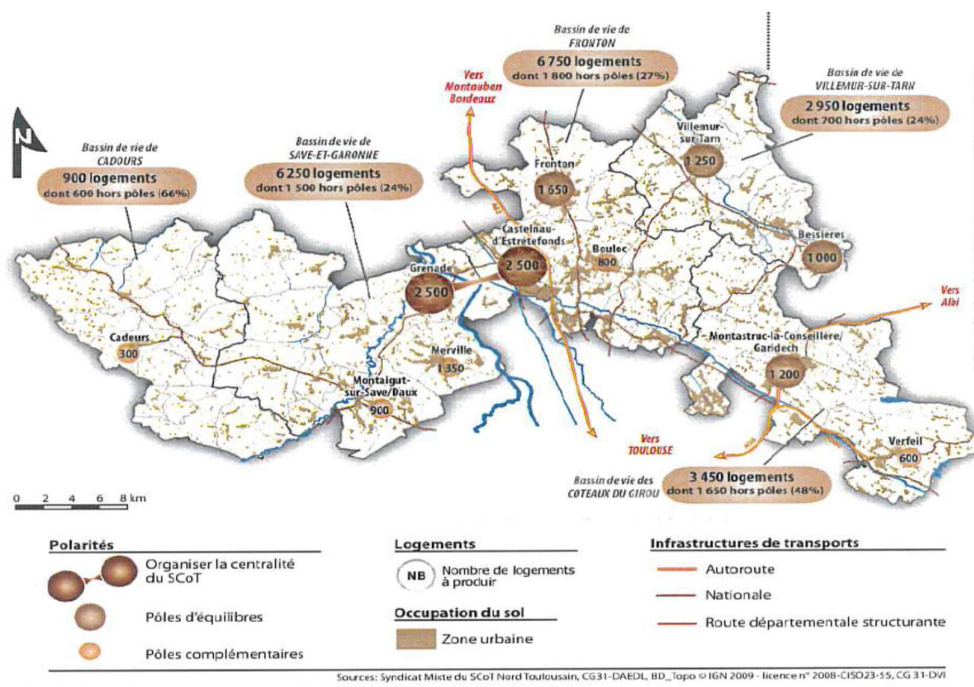 Bassin de vie de
FRONTON
6 750 logements
dont 1 800 hors pôles (27%)
Vers
Montauban
Bordeaux
Bassin de vie de
VILLEMUR-SUR-TARN
2 950 logements
dont 700 hors pôles (24%)
N
Bassin de vie de
CADOURS
900 logements
dont 600 hors pôles (66%)
Bassin de vie de
SAVE-ET-GARONNE
6 250 logements
dont 1 500 hors pôles (24%)
Villemur-
sur-Tarn
1 250
Fronton
1 650
Castelnau-
d'Estrétefonds
2 500
Bouloc
800
Bessières
1 000
Grenade
2 500
Vers
Albi
Cadours
300
Merville
1 350
Montaigut-
sur-Save/Daux
900
Montastruc-la-Conseillère/
Garidech
1 200
Vers
TOULOUSE
Verfeil
600
Bassin de vie des
COTEAUX DU GIROU
3 450 logements
dont 1 650 hors pôles (48%)
0 2 4 6 8 km
Polarités
Organiser la centralité
du SCoT
Pôles d'équilibres
Pôles complémentaires
Logements
NB
Nombre de logements
à produir
Occupation du sol
Zone urbaine
Infrastructures de transports
Autoroute
Nationale
Route départementale structurante
Sources: Syndicat Mixte du SCoT Nord Toulousain, CG31-DAEDL, BD_Topo © IGN 2009 - licence n° 2008-CISO23-55, CG 31-DVI